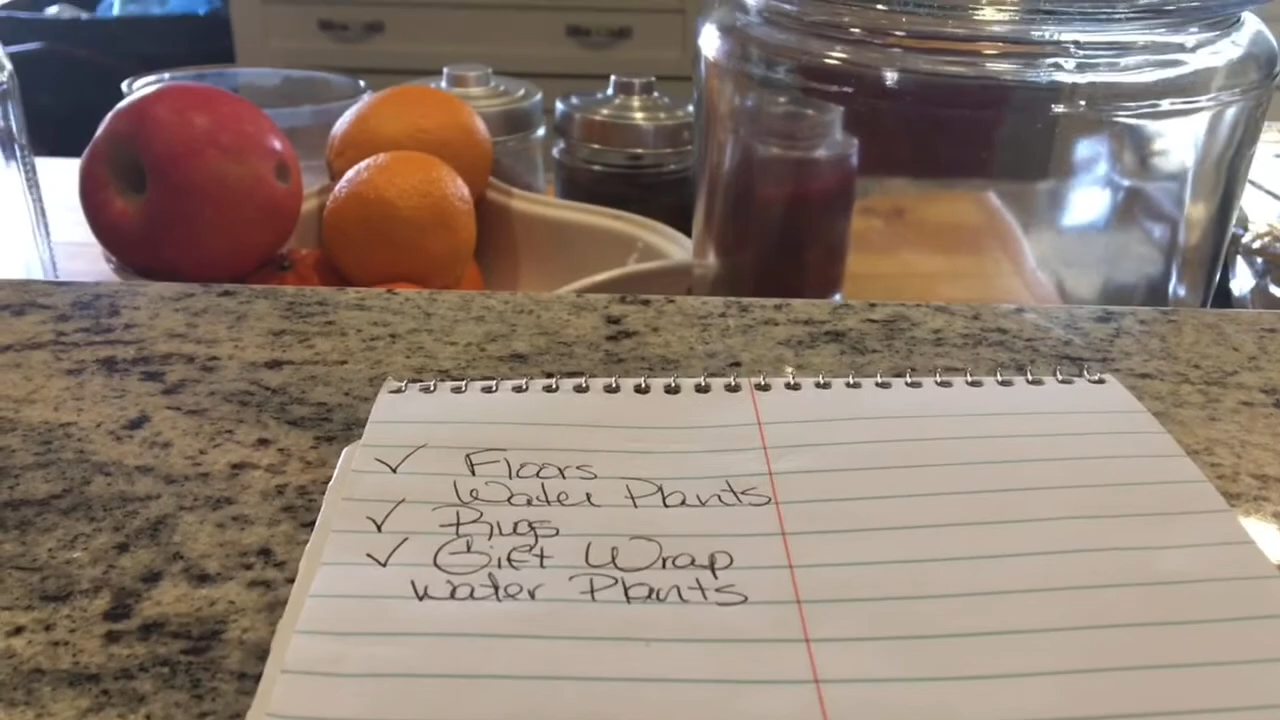 ✓ Floors
Water Plants
✓ Rugs
✓ Gift Wrap
Water Plants